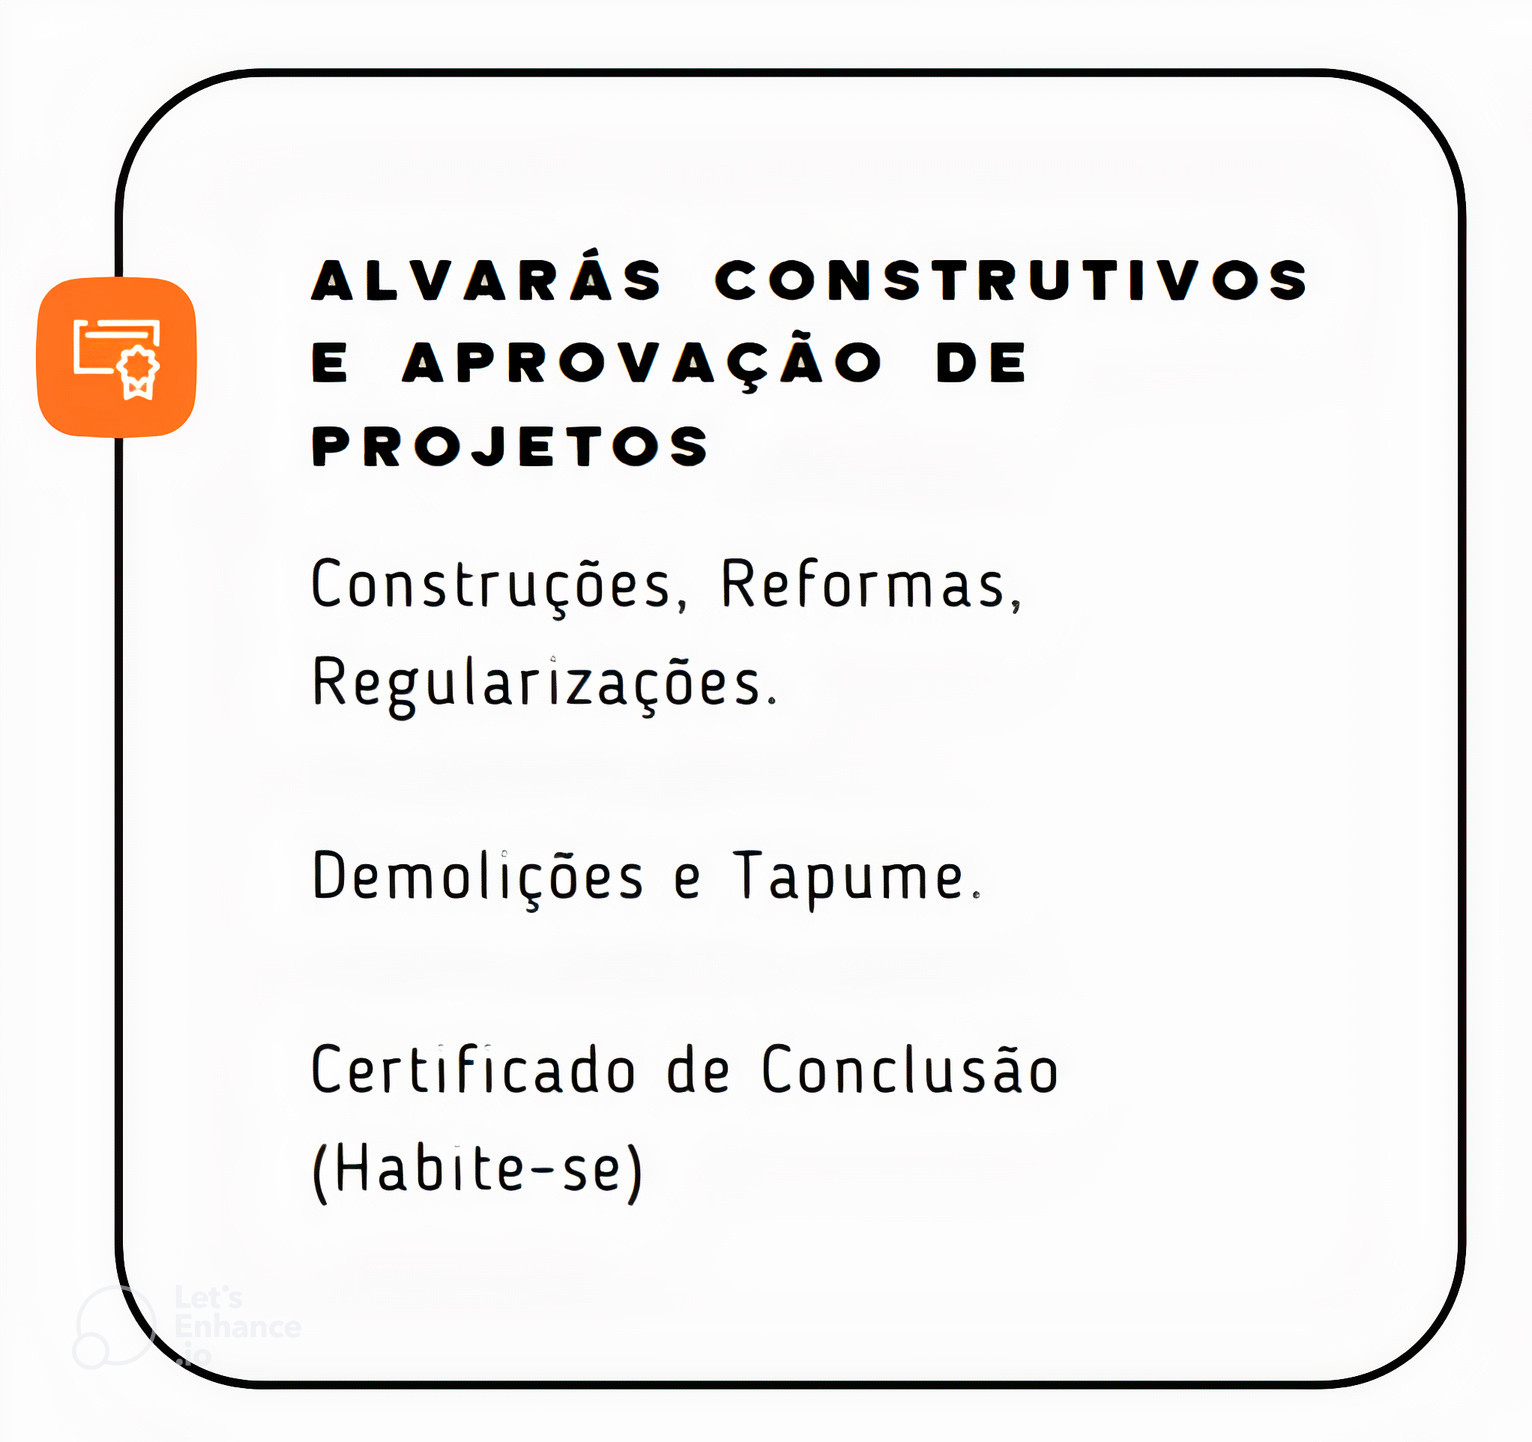 ALVARÁS CONSTRUTIVOS
E APROVAÇÃO DE
PROJETOS
Construções, Reformas,
Regularizações.
Demolições e Tapume.
Certificado de Conclusão
(Habite-se)
Let's
Enhance
.io